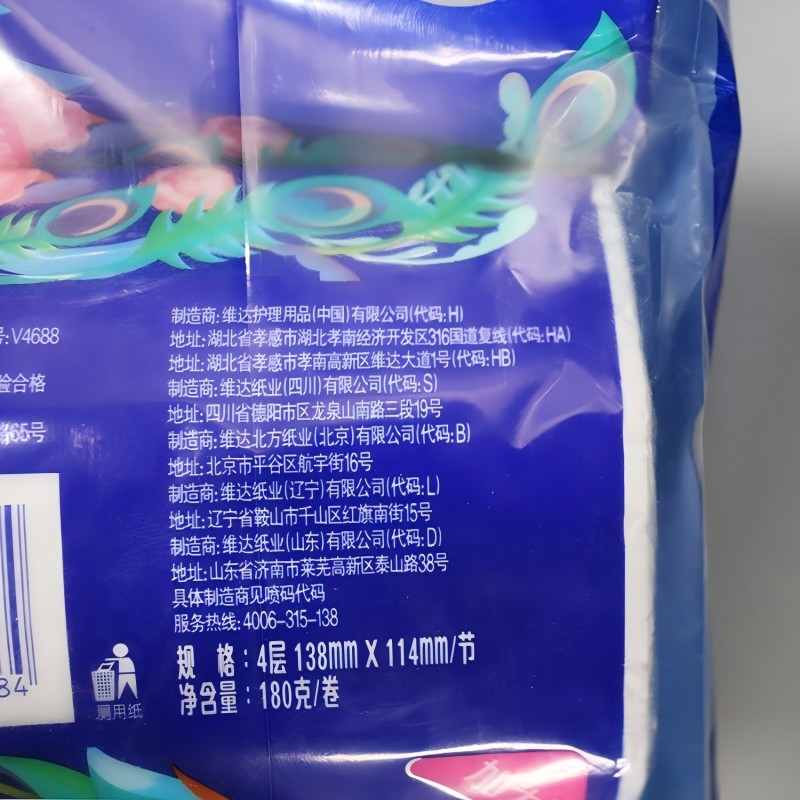 号:V4688
验合格
65号
84
制造商:维达护理用品(中国)有限公司(代码:H)
地址:湖北省孝感市湖北孝南经济开发区316国道复线(代码:HA)
地址:湖北省孝感市孝南高新区维达大道1号(代码:HB)
制造商:维达纸业(四川)有限公司(代码:S)
地址:四川省德阳市区龙泉山南路三段19号
制造商:维达北方纸业(北京)有限公司(代码:B)
地址:北京市平谷区航宇街16号
制造商:维达纸业(辽宁)有限公司(代码:L)
地址:辽宁省鞍山市千山区红旗南街15号
制造商:维达纸业(山东)有限公司(代码:D)
地址:山东省济南市莱芜高新区泰山路38号
具体制造商见喷码代码
服务热线:4006-315-138
规 格:4层 138mm X 114mm/节
净含量:180克/卷
厕用纸